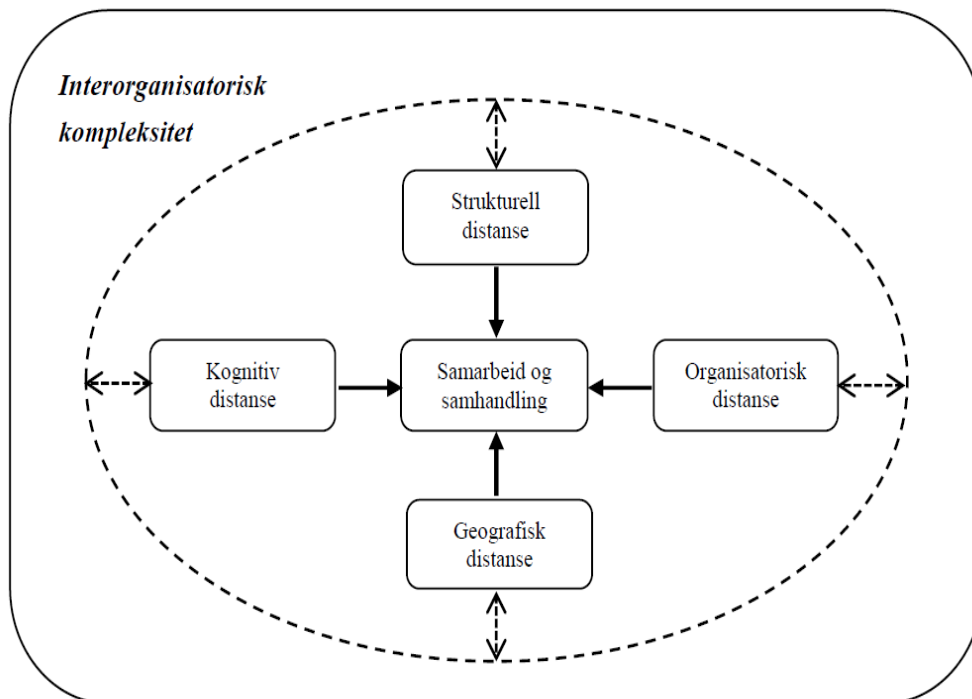 Interorganisatorisk
kompleksitet
Strukturell
distanse
Kognitiv
distanse
Samarbeid og
samhandling
Organisatorisk
distanse
Geografisk
distanse